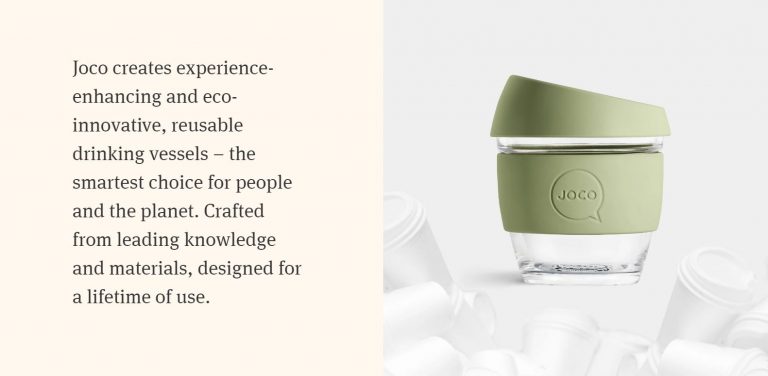 Joco creates experience-
enhancing and eco-
innovative, reusable
drinking vessels – the
smartest choice for people
and the planet. Crafted
from leading knowledge
and materials, designed for
a lifetime of use.
JOCO